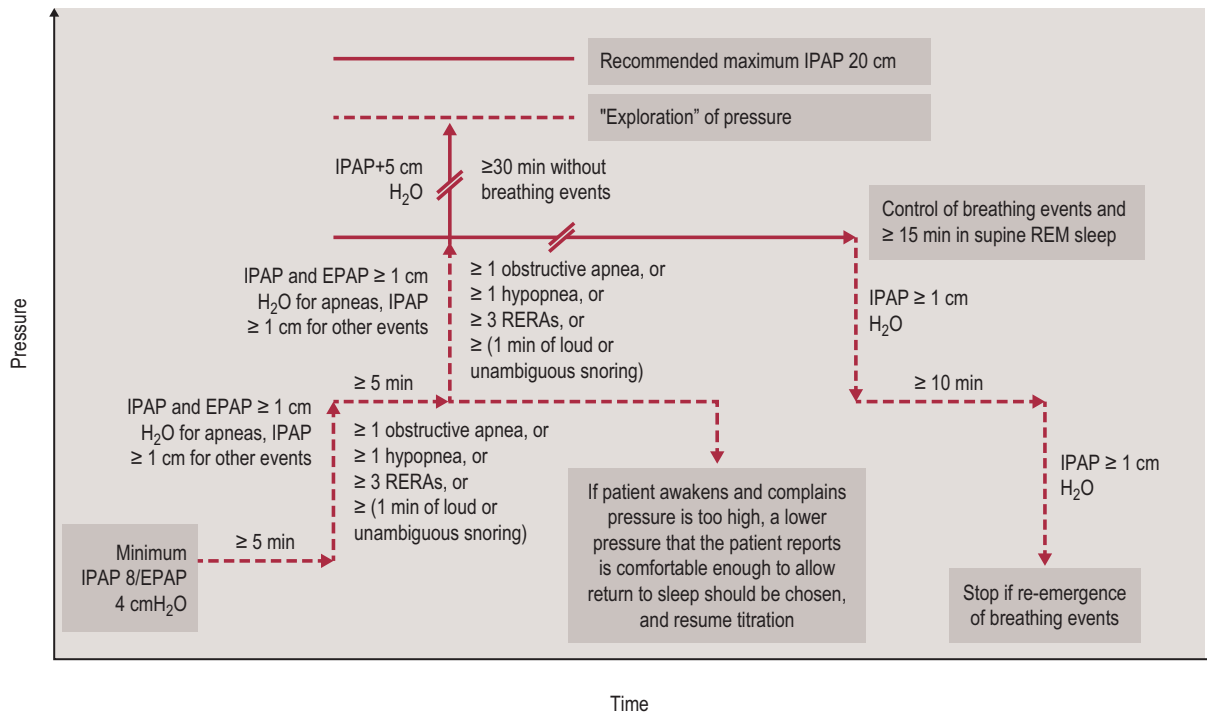 Recommended maximum IPAP 20 cm
"Exploration” of pressure
IPAP+5 cm
H₂O
≥30 min without
breathing events
Control of breathing events and
≥ 15 min in supine REM sleep
IPAP and EPAP ≥ 1 cm
H₂O for apneas, IPAP
≥ 1 cm for other events
≥ 1 obstructive apnea, or
≥ 1 hypopnea, or
≥ 3 RERAs, or
≥ (1 min of loud or
unambiguous snoring)
IPAP ≥ 1 cm
H₂O
Pressure
≥ 5 min
≥ 10 min
IPAP and EPAP ≥ 1 cm
H₂O for apneas, IPAP
≥ 1 cm for other events
≥ 1 obstructive apnea, or
≥ 1 hypopnea, or
≥ 3 RERAs, or
≥ (1 min of loud or
unambiguous snoring)
IPAP ≥ 1 cm
H₂O
If patient awakens and complains
pressure is too high, a lower
pressure that the patient reports
is comfortable enough to allow
return to sleep should be chosen,
and resume titration
≥ 5 min
Minimum
IPAP 8/EPAP
4 cmH₂O
Stop if re-emergence
of breathing events
Time